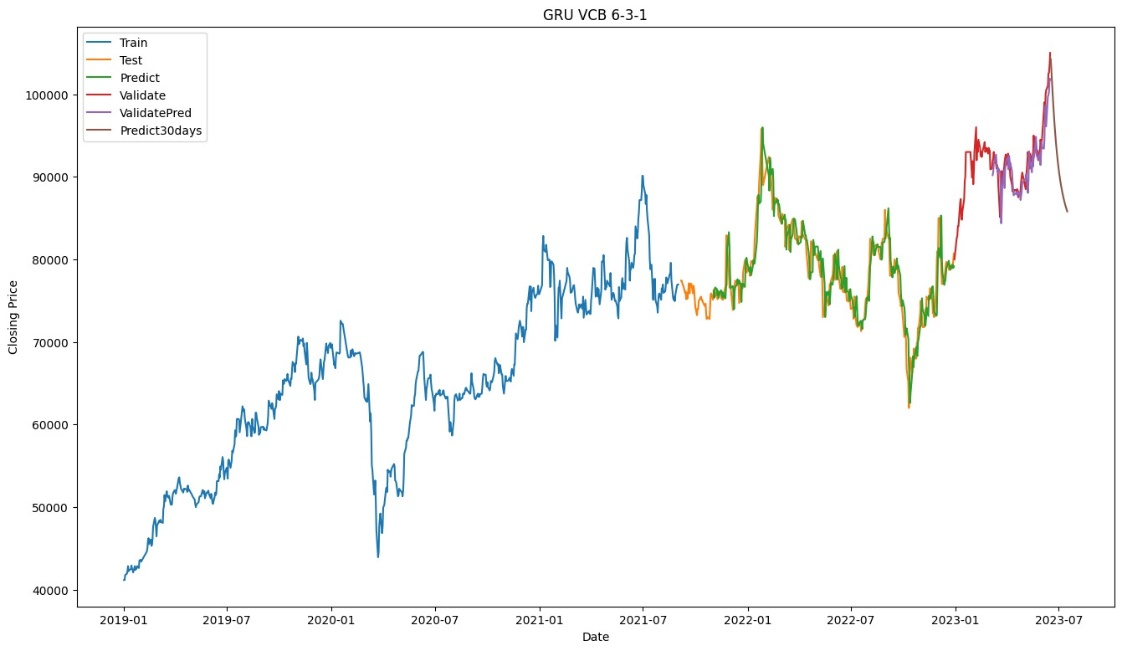 GRU VCB 6-3-1
Train
Test
Predict
Validate
ValidatePred
Predict30days
Closing Price
100000
90000
80000
70000
60000
50000
40000
2019-01 2019-07 2020-01 2020-07 2021-01 2021-07 2022-01 2022-07 2023-01 2023-07
Date